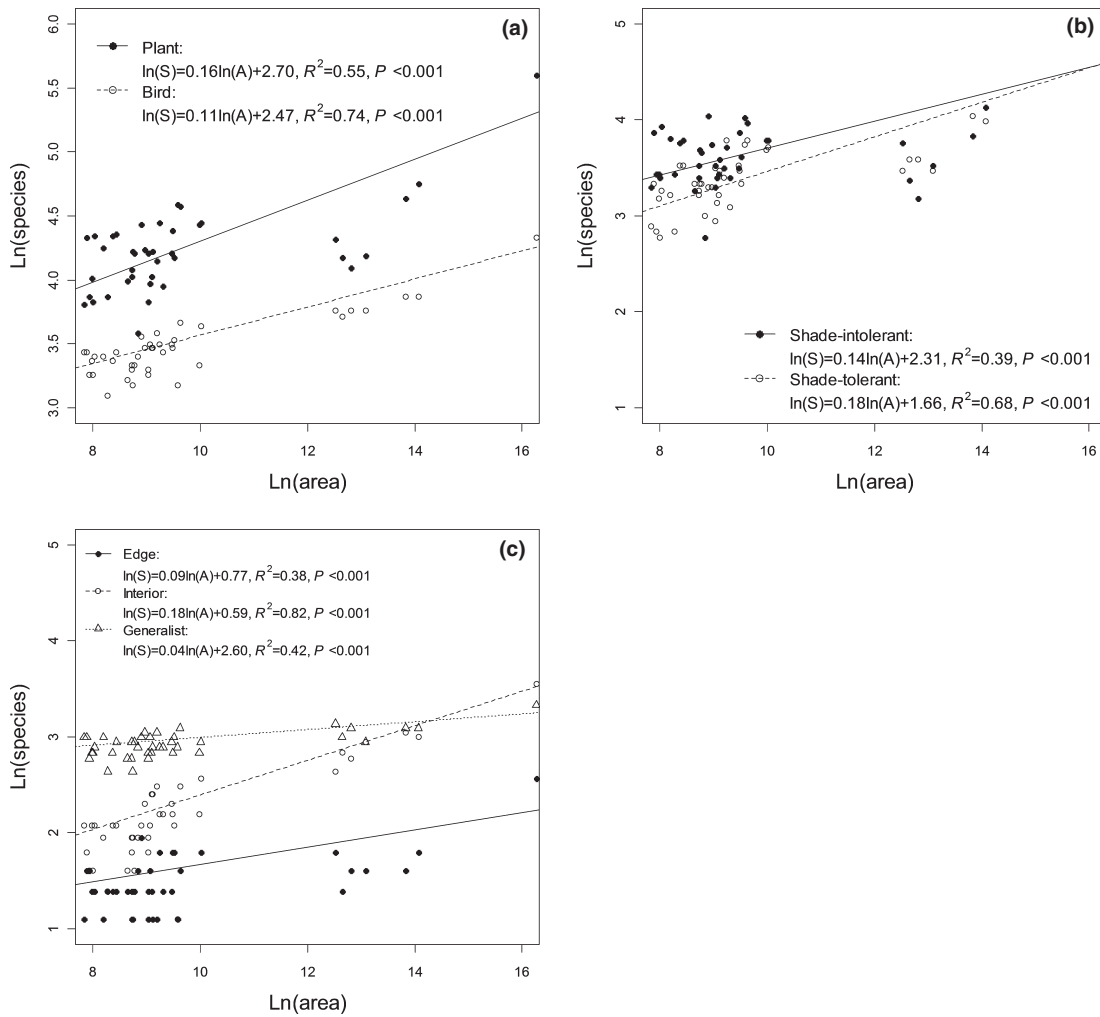 (a)
Plant:
ln(S)=0.16ln(A)+2.70, R²=0.55, P <0.001
Bird:
ln(S)=0.11ln(A)+2.47, R²=0.74, P <0.001
Ln(species)
6.0
5.5
5.0
4.5
4.0
3.5
3.0
8 10 12 14 16
Ln(area)
(b)
Ln(species)
5
4
3
2
1
Shade-intolerant:
ln(S)=0.14ln(A)+2.31, R²=0.39, P <0.001
Shade-tolerant:
ln(S)=0.18ln(A)+1.66, R²=0.68, P <0.001
8 10 12 14 16
Ln(area)
(c)
Edge:
ln(S)=0.09ln(A)+0.77, R²=0.38, P <0.001
Interior:
ln(S)=0.18ln(A)+0.59, R²=0.82, P <0.001
Generalist:
ln(S)=0.04ln(A)+2.60, R²=0.42, P <0.001
Ln(species)
5
4
3
2
1
8 10 12 14 16
Ln(area)